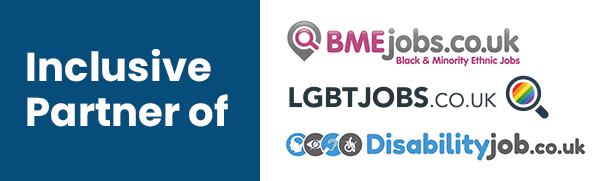 Inclusive
Partner of
BMEjobs.co.uk
Black & Minority Ethnic Jobs
LGBTJOBS.CO.UK
Disabilityjob.co.uk